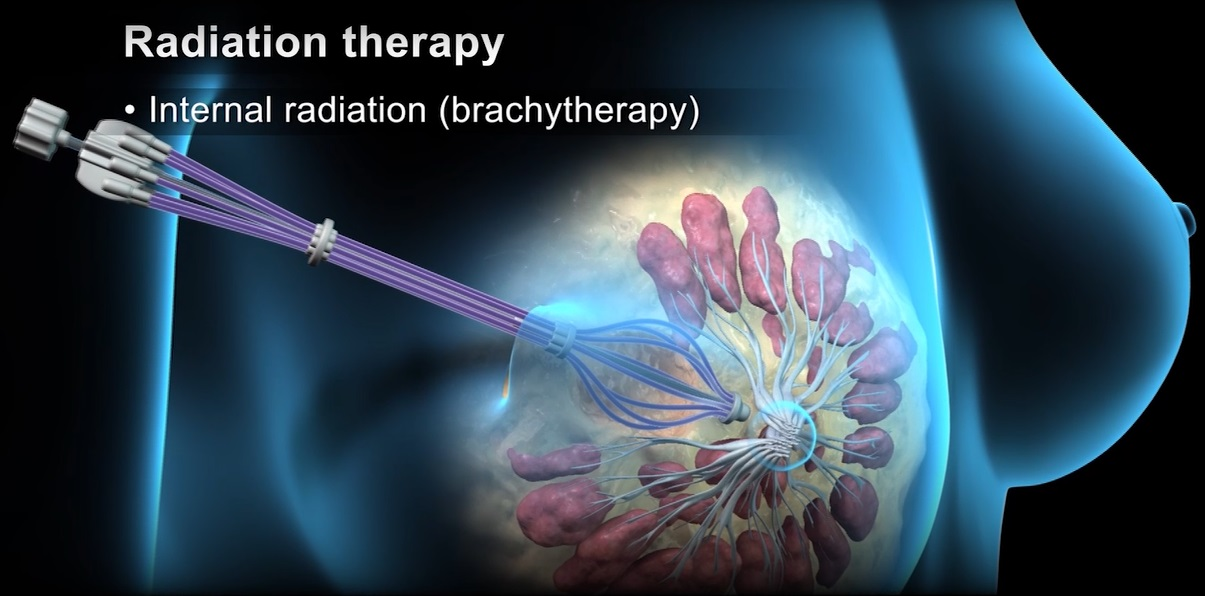 Radiation therapy
• Internal radiation (brachytherapy)